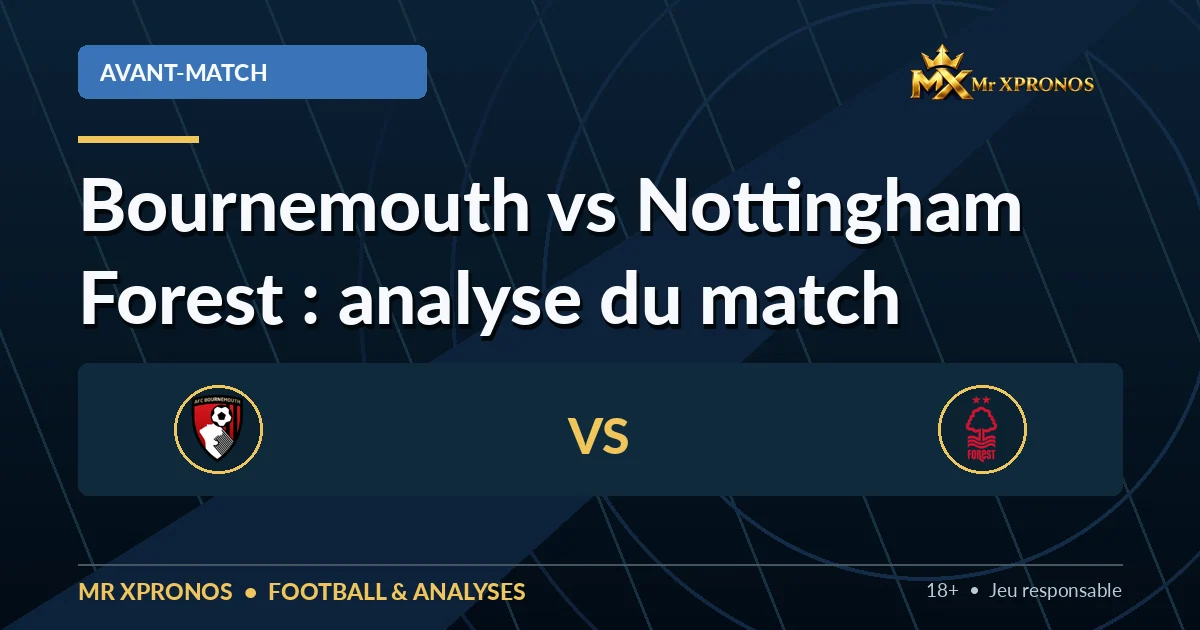 AVANT-MATCH
MX Mr XPRONOS
Bournemouth vs Nottingham
Forest : analyse du match
AFC BOURNEMOUTH
VS
FOREST
MR XPRONOS • FOOTBALL & ANALYSES
18+ • Jeu responsable